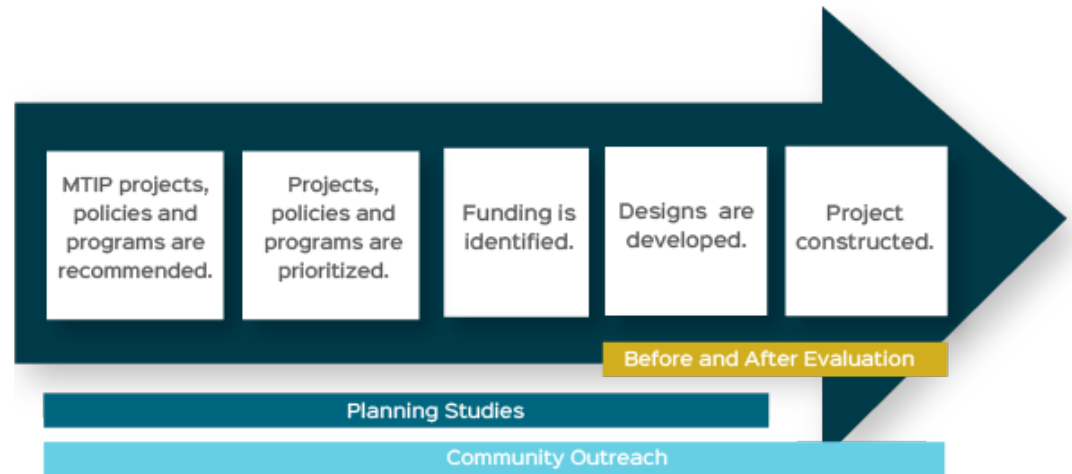 MTIP projects,
policies and
programs are
recommended.
Projects,
policies and
programs are
prioritized.
Funding is
identified.
Designs are
developed.
Project
constructed.
Before and After Evaluation
Planning Studies
Community Outreach